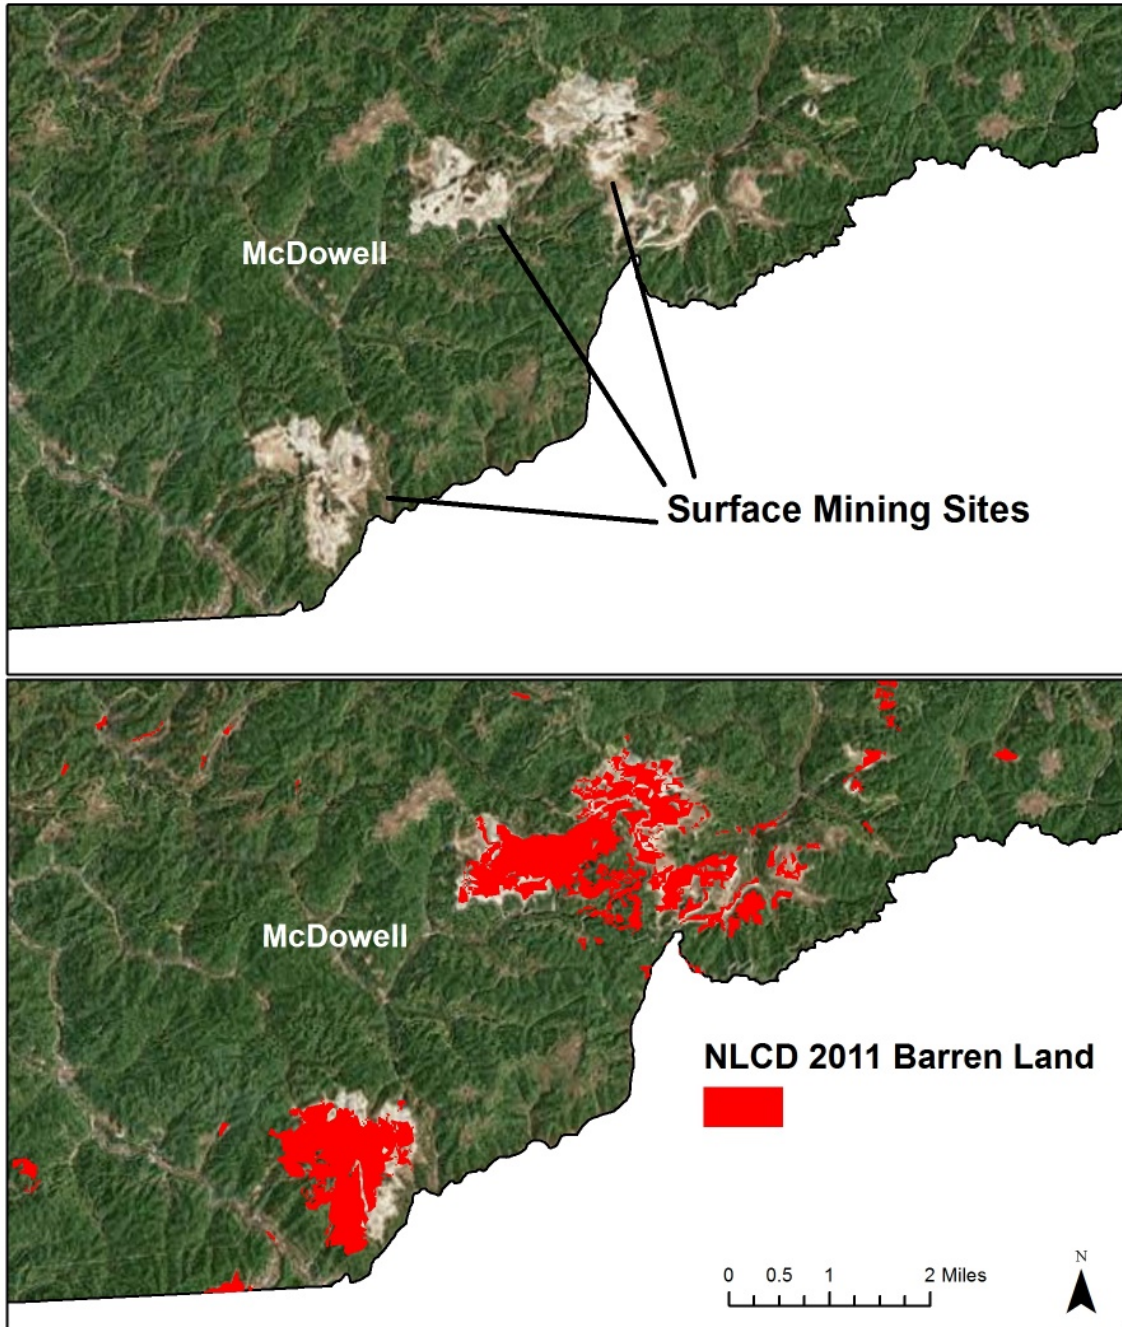 McDowell
Surface Mining Sites
McDowell
NLCD 2011 Barren Land
0 0.5 1 2 Miles
N